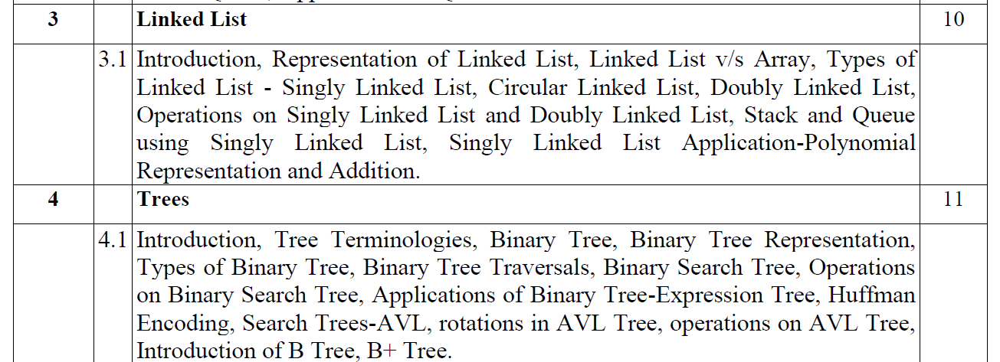 3 Linked List 10
3.1 Introduction, Representation of Linked List, Linked List v/s Array, Types of
Linked List - Singly Linked List, Circular Linked List, Doubly Linked List,
Operations on Singly Linked List and Doubly Linked List, Stack and Queue
using Singly Linked List, Singly Linked List Application-Polynomial
Representation and Addition.
4 Trees 11
4.1 Introduction, Tree Terminologies, Binary Tree, Binary Tree Representation,
Types of Binary Tree, Binary Tree Traversals, Binary Search Tree, Operations
on Binary Search Tree, Applications of Binary Tree-Expression Tree, Huffman
Encoding, Search Trees-AVL, rotations in AVL Tree, operations on AVL Tree,
Introduction of B Tree, B+ Tree.